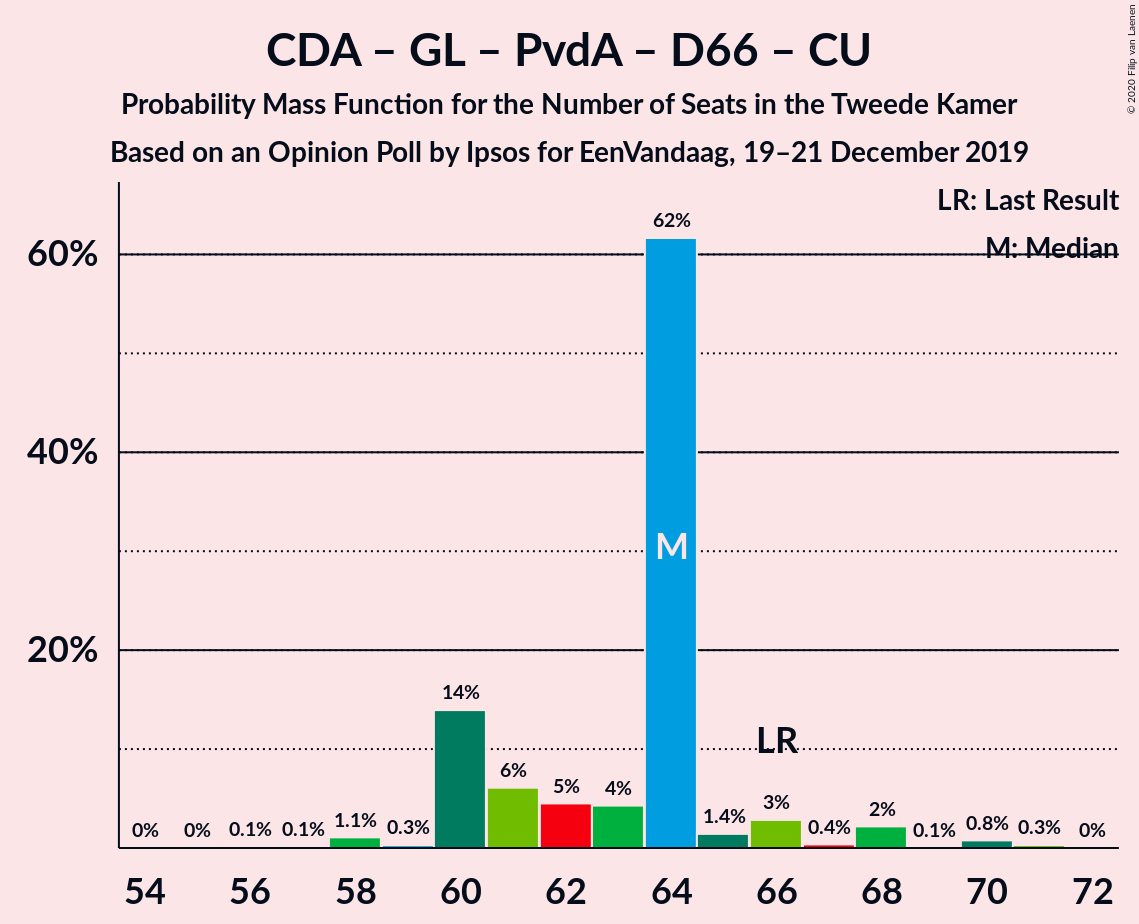 CDA – GL – PvdA – D66 – CU
Probability Mass Function for the Number of Seats in the Tweede Kamer
Based on an Opinion Poll by Ipsos for EenVandaag, 19–21 December 2019
© 2020 Filip van Laenen
LR: Last Result
M: Median
60%
40%
20%
62%
M
14%
LR
6%
5%
4%
3%
2%
1.4%
1.1%
0.8%
0% 0% 0.1% 0.1% 0.3% 0.4% 0.1% 0.3% 0%
54 56 58 60 62 64 66 68 70 72